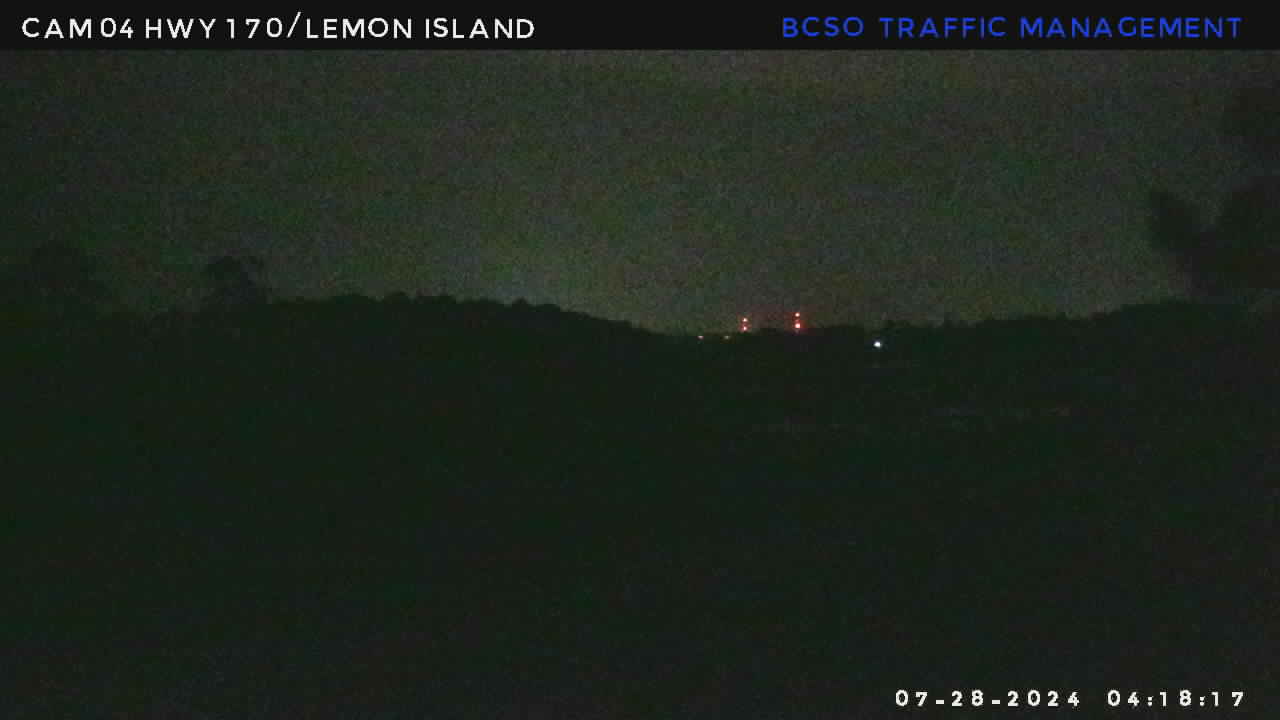 CAM04 HWY 170/LEMON ISLAND
BCSO TRAFFIC MANAGEMENT
07-28-2024 04:18:17